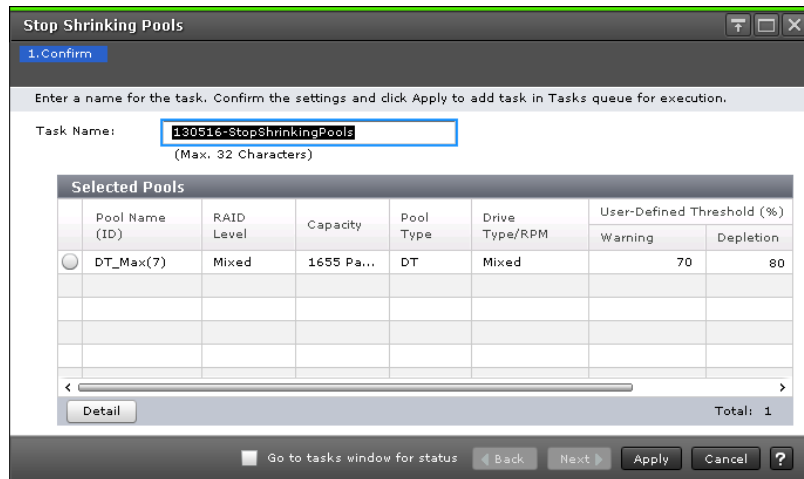 Stop Shrinking Pools
1.Confirm
Enter a name for the task. Confirm the settings and click Apply to add task in Tasks queue for execution.
Task Name: 130516-StopShrinkingPools
(Max. 32 Characters)
Selected Pools
Pool Name (ID) RAID Level Capacity Pool Type Drive Type/RPM User-Defined Threshold (%)
Warning Depletion
DT_Max(7) Mixed 1655 Pa... DT Mixed 70 80
Detail Total: 1
Go to tasks window for status Back Next Apply Cancel ?